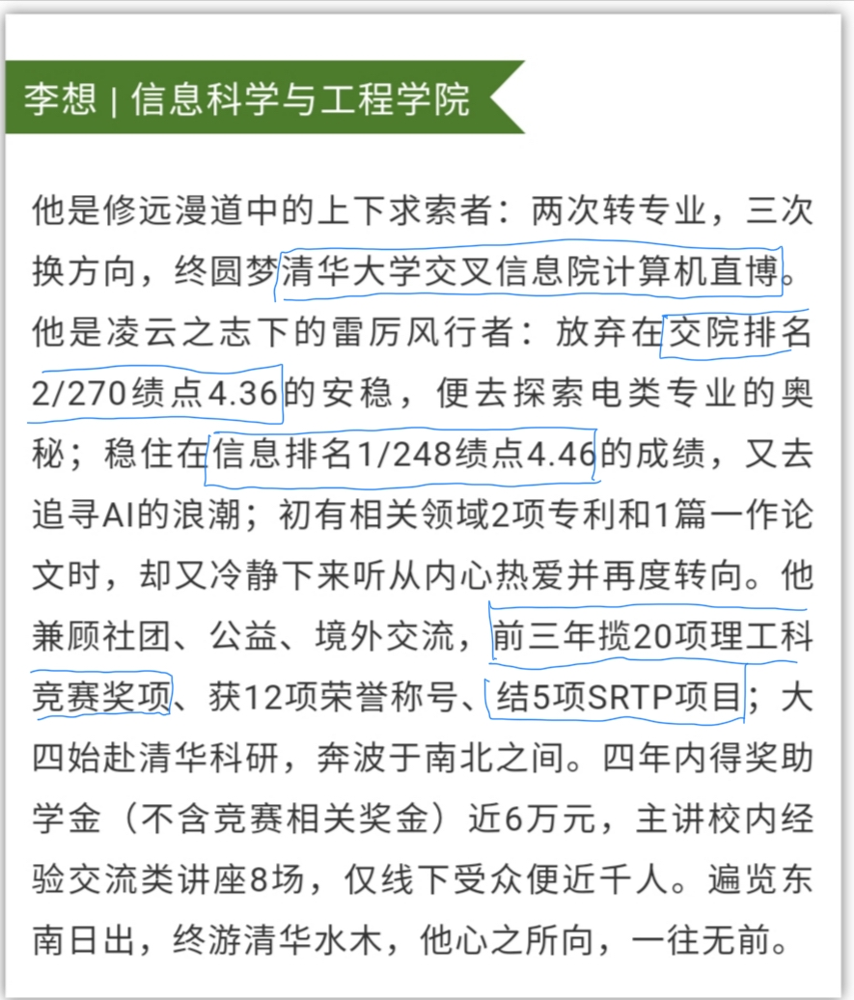 李想 | 信息科学与工程学院
他是修远漫道中的上下求索者：两次转专业，三次
换方向，终圆梦清华大学交叉信息院计算机直博。
他是凌云之志下的雷厉风行者：放弃在交院排名
2/270绩点4.36的安稳，便去探索电类专业的奥
秘；稳住在信息排名1/248绩点4.46的成绩，又去
追寻AI的浪潮；初有相关领域2项专利和1篇一作论
文时，却又冷静下来听从内心热爱并再度转向。他
兼顾社团、公益、境外交流，前三年揽20项理工科
竞赛奖项、获12项荣誉称号、结5项SRTP项目；大
四始赴清华科研，奔波于南北之间。四年内得奖助
学金（不含竞赛相关奖金）近6万元，主讲校内经
验交流类讲座8场，仅线下受众便近千人。遍览东
南日出，终游清华水木，他心之所向，一往无前。